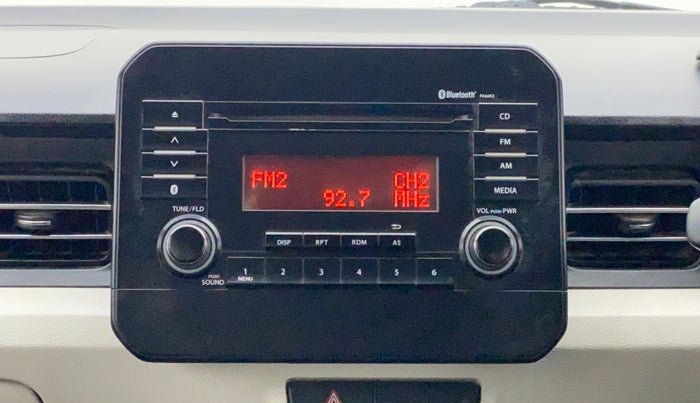 Bluetooth PA66R2
CD
FM
AM
MEDIA
FM2 CH2
92.7 MHz
TUNE/FLD
VOL PUSH PWR
DISP RPT RDM AS
1 2 3 4 5 6
MENU
PUSH
SOUND